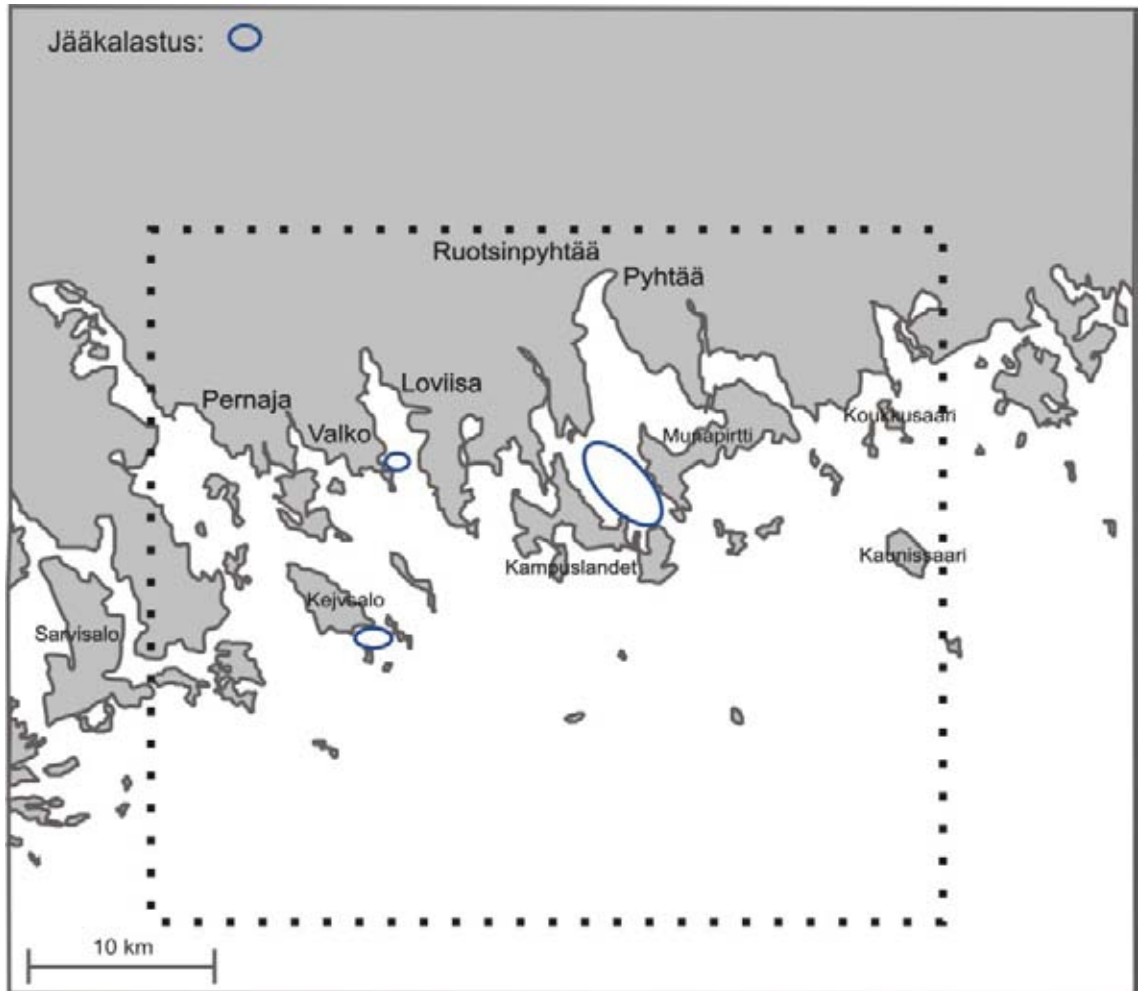 Jääkalastus:
Ruotsinpyhtää
Pyhtää
Loviisa
Pernaja
Valko
Koukkusaari
Munapirtti
Kaunissaari
Kampuslandet
Kejvsalo
Sarvisalo
10 km